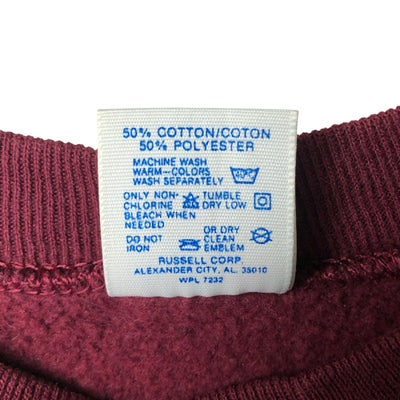 50% COTTON/COTON
50% POLYESTER
MACHINE WASH
WARM-COLORS
WASH SEPARATELY
40
ONLY NON-CHLORINE BLEACH WHEN NEEDED
TUMBLE DRY LOW
DO NOT IRON
OR DRY CLEAN EMBLEM
RUSSELL CORP.
ALEXANDER CITY, AL. 35010
WPL 7232